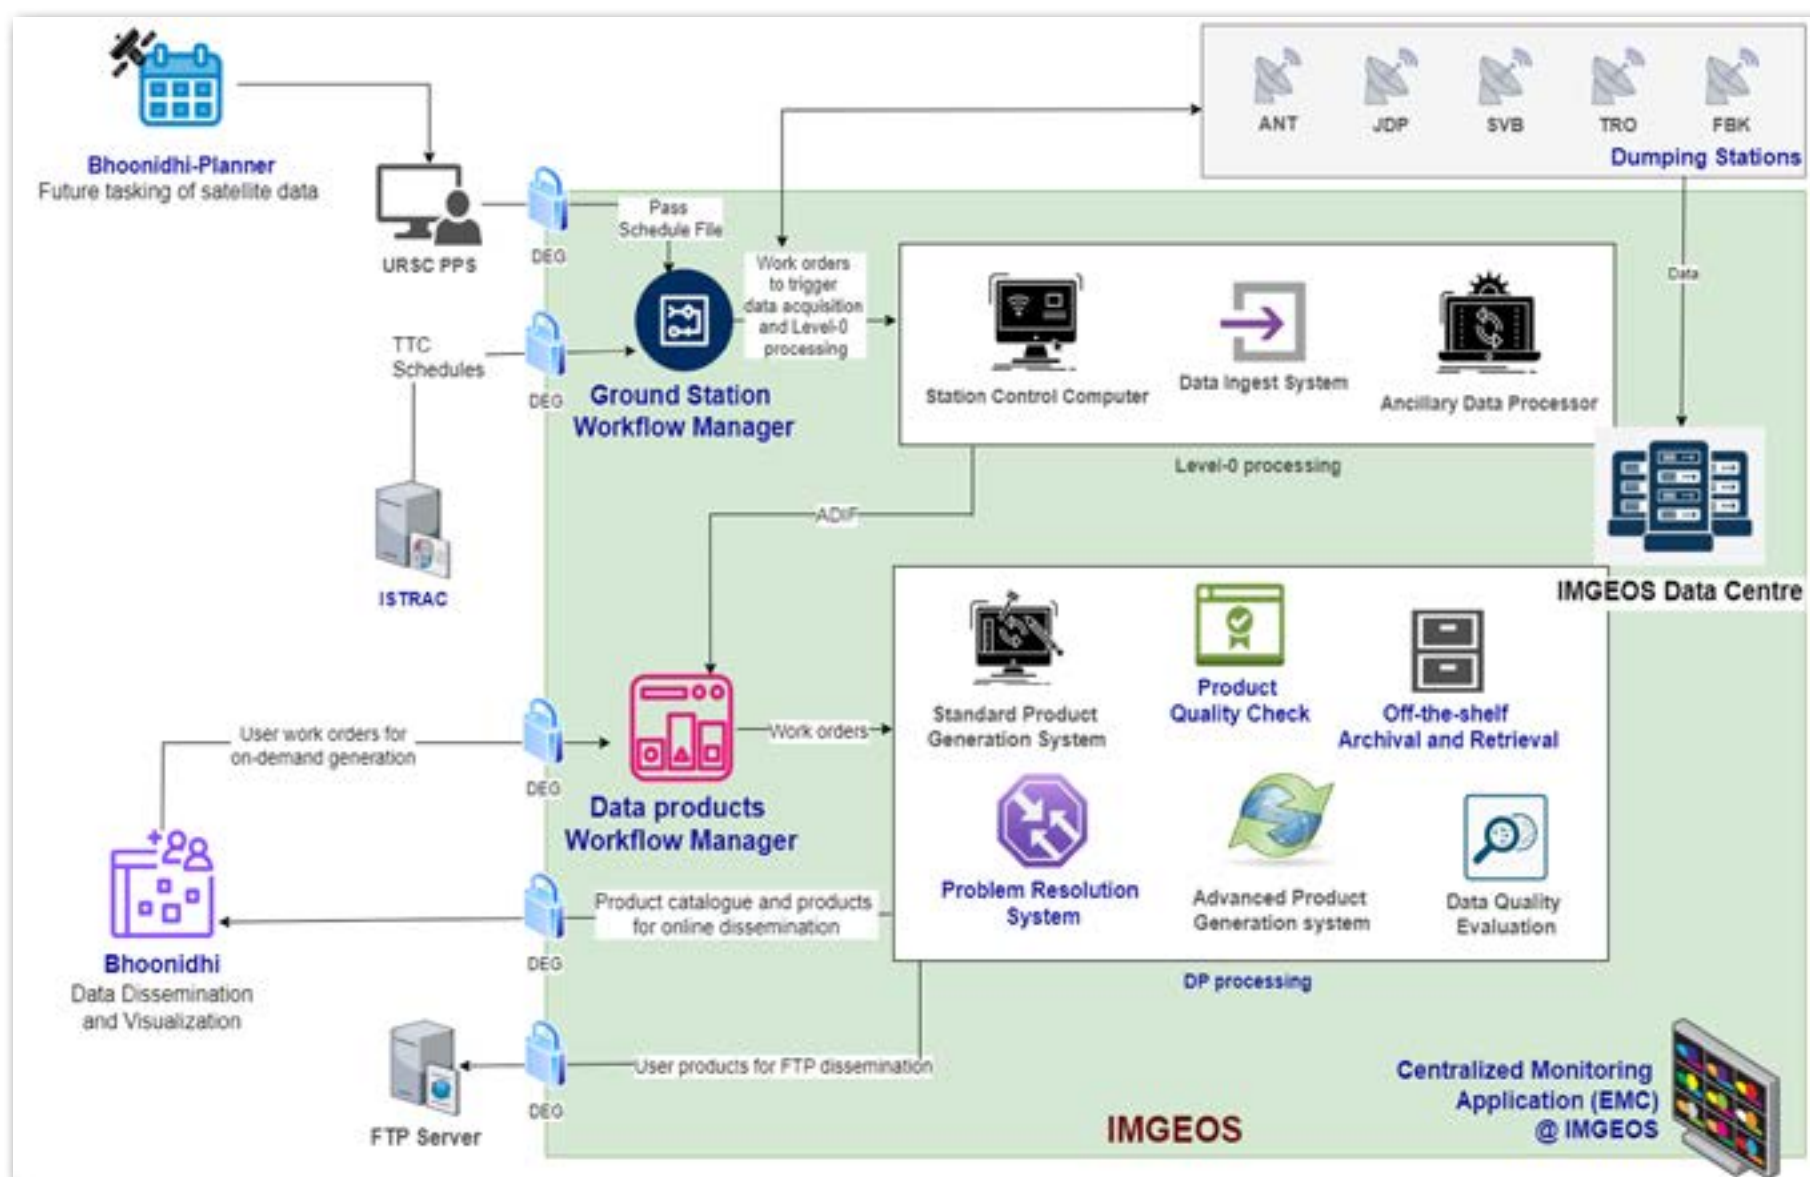 ANT
JDP
SVB
TRO
FBK
Dumping Stations
Bhoonidhi-Planner
Future tasking of satellite data
URSC PPS
DEG
Pass
Schedule File
Work orders
to trigger
data acquisition
and Level-0
processing
Data
TTC
Schedules
DEG
Ground Station
Workflow Manager
Station Control Computer
Data Ingest System
Ancillary Data Processor
Level-0 processing
ADIF
ISTRAC
IMGEOS Data Centre
User work orders for
on-demand generation
DEG
Data products
Workflow Manager
Work orders
Standard Product
Generation System
Product
Quality Check
Off-the-shelf
Archival and Retrieval
Problem Resolution
System
Advanced Product
Generation system
Data Quality
Evaluation
DP processing
Product catalogue and products
for online dissemination
DEG
Bhoonidhi
Data Dissemination
and Visualization
User products for FTP dissemination
DEG
FTP Server
IMGEOS
Centralized Monitoring
Application (EMC)
@ IMGEOS